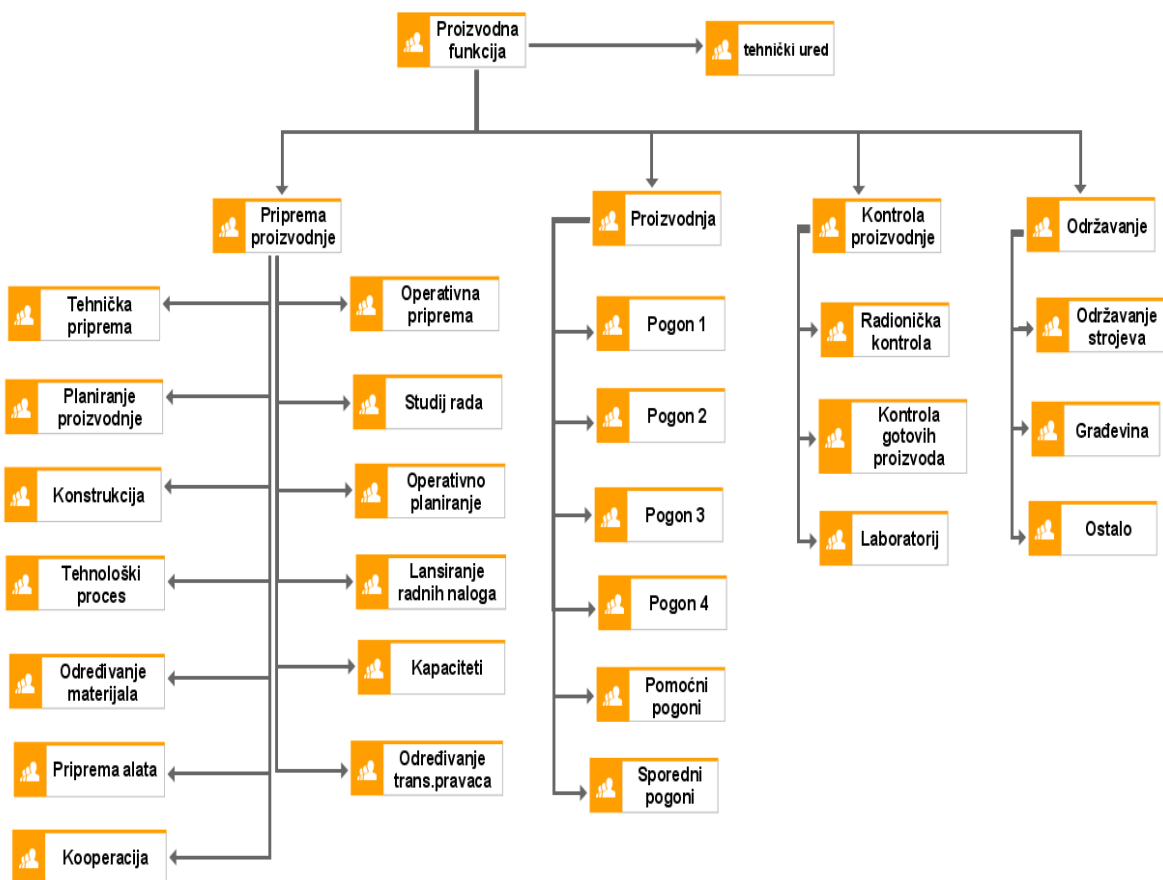 Proizvodna
funkcija
tehnički ured
Priprema
proizvodnje
Proizvodnja
Kontrola
proizvodnje
Održavanje
Tehnička
priprema
Planiranje
proizvodnje
Konstrukcija
Tehnološki
proces
Određivanje
materijala
Priprema alata
Kooperacija
Operativna
priprema
Studij rada
Operativno
planiranje
Lansiranje
radnih naloga
Kapaciteti
Određivanje
trans.pravaca
Pogon 1
Pogon 2
Pogon 3
Pogon 4
Pomoćni
pogoni
Sporedni
pogoni
Radionička
kontrola
Kontrola
gotovih
proizvoda
Laboratorij
Održavanje
strojeva
Građevina
Ostalo